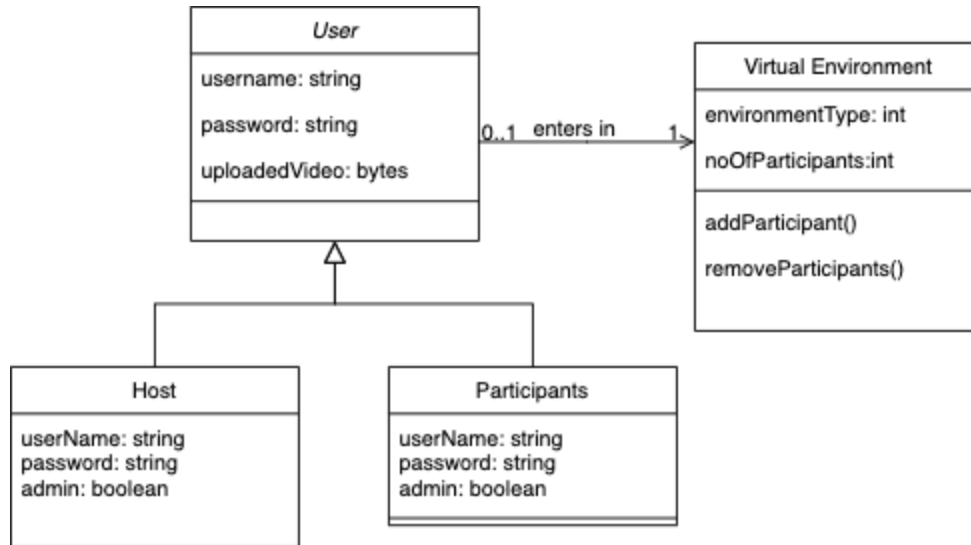 User
username: string
password: string
uploadedVideo: bytes
0..1 enters in 1
Virtual Environment
environmentType: int
noOfParticipants:int
addParticipant()
removeParticipants()
Host
userName: string
password: string
admin: boolean
Participants
userName: string
password: string
admin: boolean